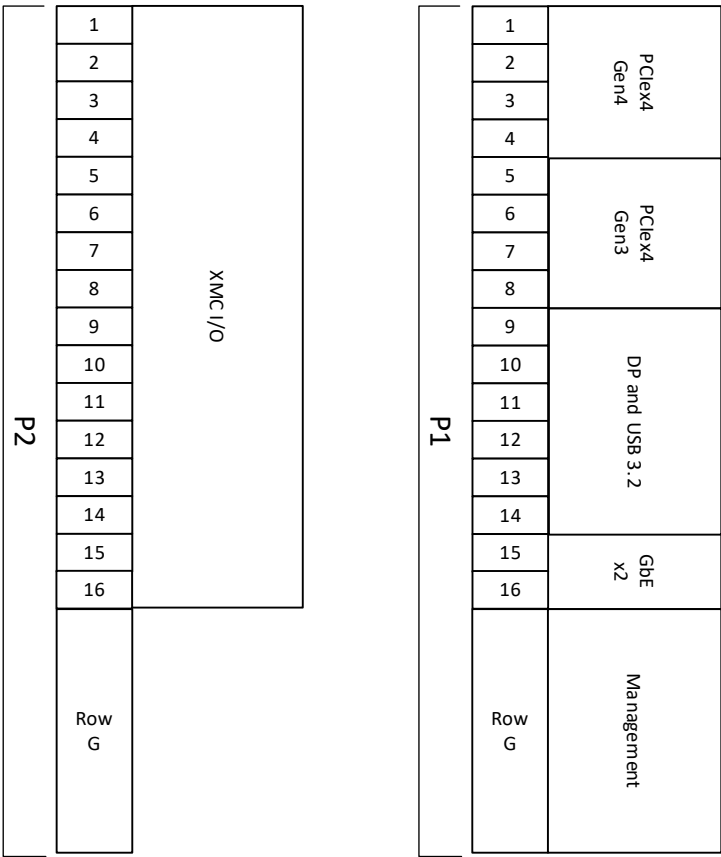 1
2
3
4
5
6
7
8
9
10
11
12
13
14
15
16
Row
G
XMC I/O
P2
1
2
3
4
5
6
7
8
9
10
11
12
13
14
15
16
Row
G
PCIex4
Gen4
PCIex4
Gen3
DP and USB 3.2
GbE
x2
Management
P1